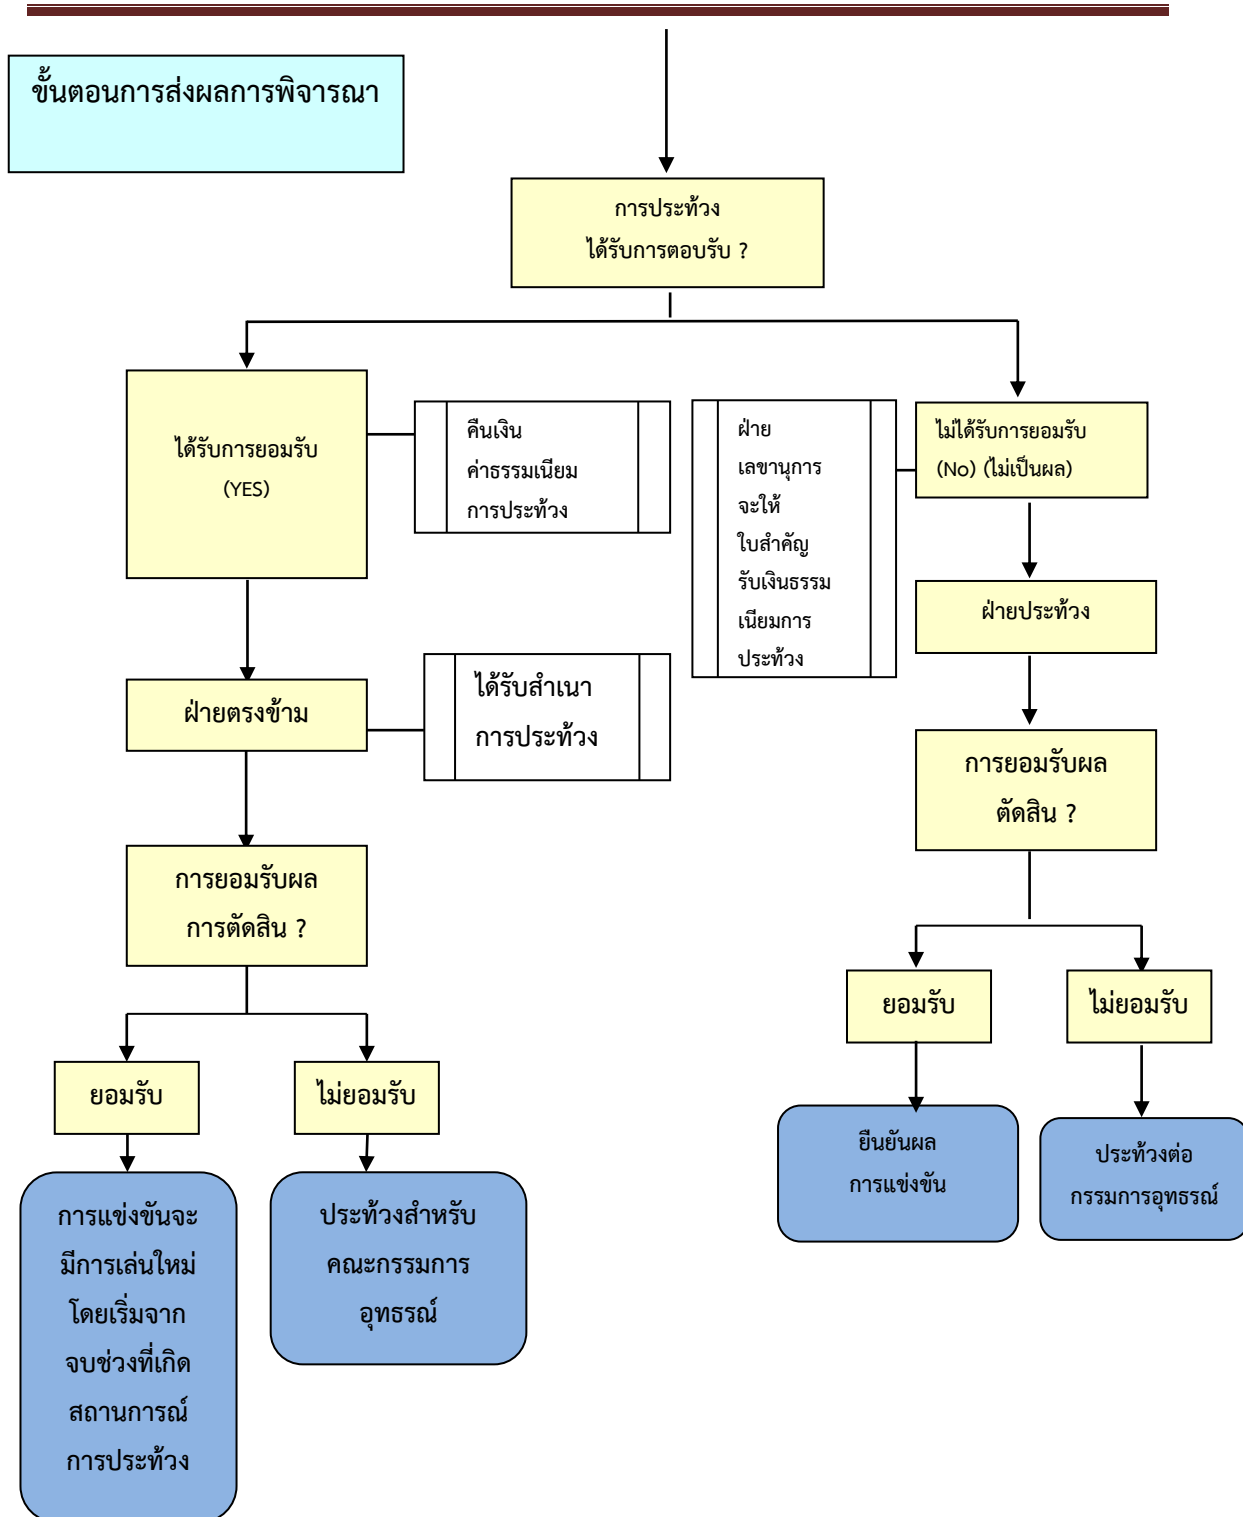 ขั้นตอนการส่งผลการพิจารณา
การประท้วง
ได้รับการตอบรับ ?
ได้รับการยอมรับ
(YES)
คืนเงิน
ค่าธรรมเนียม
การประท้วง
ฝ่าย
เลขานุการ
จะให้
ใบสำคัญ
รับเงินธรรม
เนียมการ
ประท้วง
ไม่ได้รับการยอมรับ
(No) (ไม่เป็นผล)
ฝ่ายประท้วง
ฝ่ายตรงข้าม
ได้รับสำเนา
การประท้วง
การยอมรับผล
ตัดสิน ?
การยอมรับผล
การตัดสิน ?
ยอมรับ
ไม่ยอมรับ
ยอมรับ
ไม่ยอมรับ
ยืนยันผล
การแข่งขัน
ประท้วงต่อ
กรรมการอุทธรณ์
การแข่งขันจะ
มีการเล่นใหม่
โดยเริ่มจาก
จบช่วงที่เกิด
สถานการณ์
การประท้วง
ประท้วงสำหรับ
คณะกรรมการ
อุทธรณ์